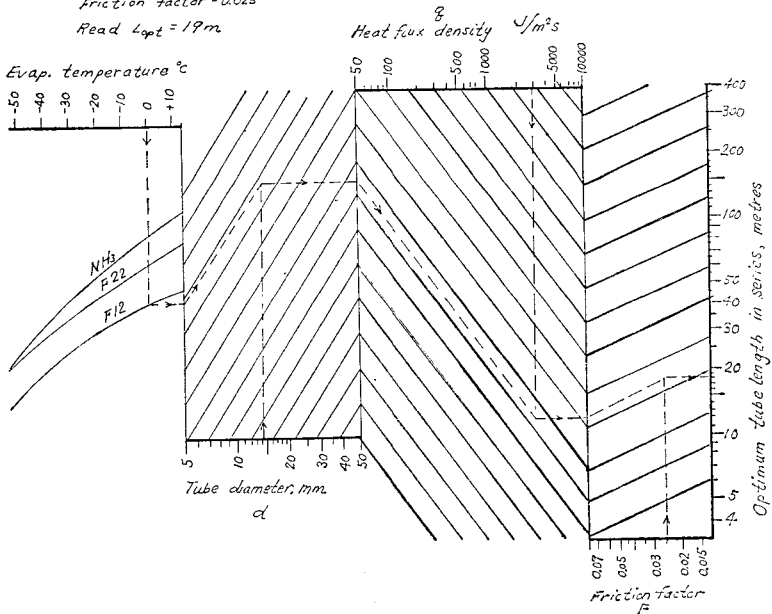 Friction factor = 0.025
Read Lopt = 19m
q
Heat flux density J/m²s
Evap. temperature °C
-50 -40 -30 -20 -10 0 +10
50 100 500 1000 5000 10000
400
300
200
100
50
40
30
20
10
5
4
Optimum tube length in series, metres
NH3
F22
F12
5 10 20 30 40 50
Tube diameter, mm
d
0.07 0.05 0.03 0.02 0.015
Friction factor
F